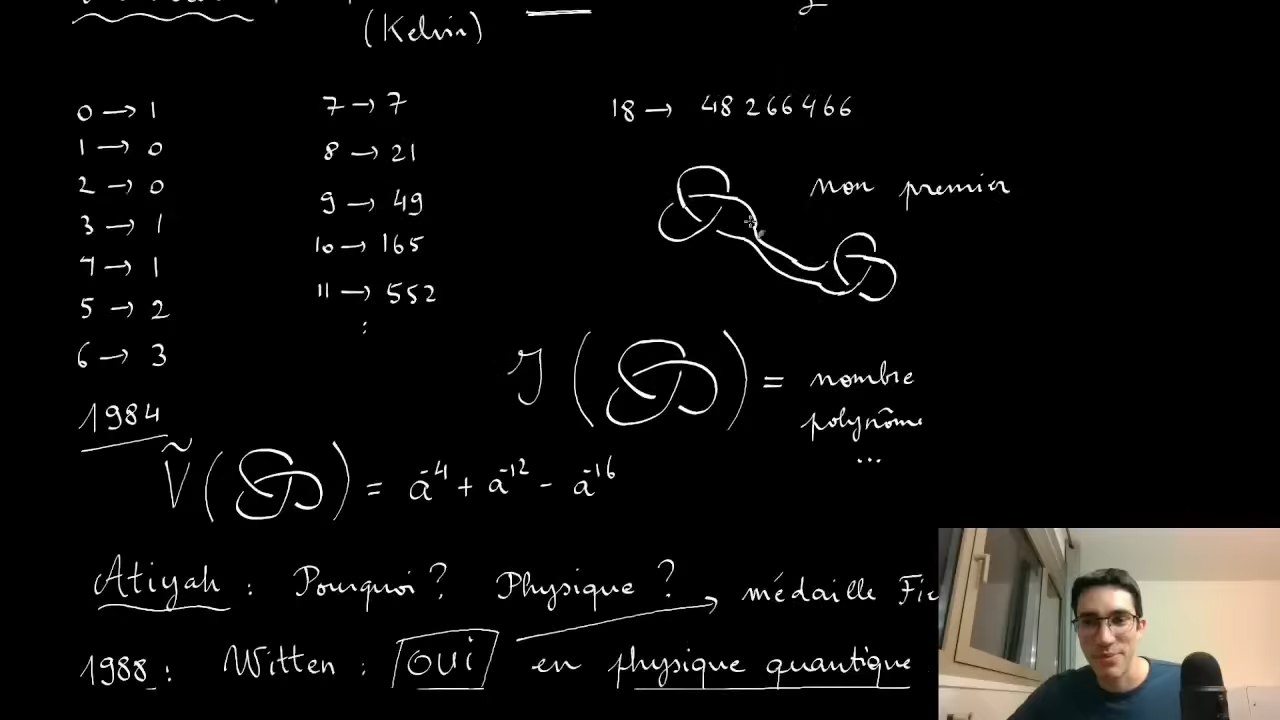 (Kelvin)
0 → 1
1 → 0
2 → 0
3 → 1
4 → 1
5 → 2
6 → 3
7 → 7
8 → 21
9 → 49
10 → 165
11 → 552
:
18 → 48 266 466
non premier
J ( ) = nombre
polynôme
...
1984
Ṽ ( ) = a⁻⁴ + a⁻¹² - a⁻¹⁶
Atiyah : Pourquoi ? Physique ? → médaille Fie
1988 : Witten : OUI en physique quantique